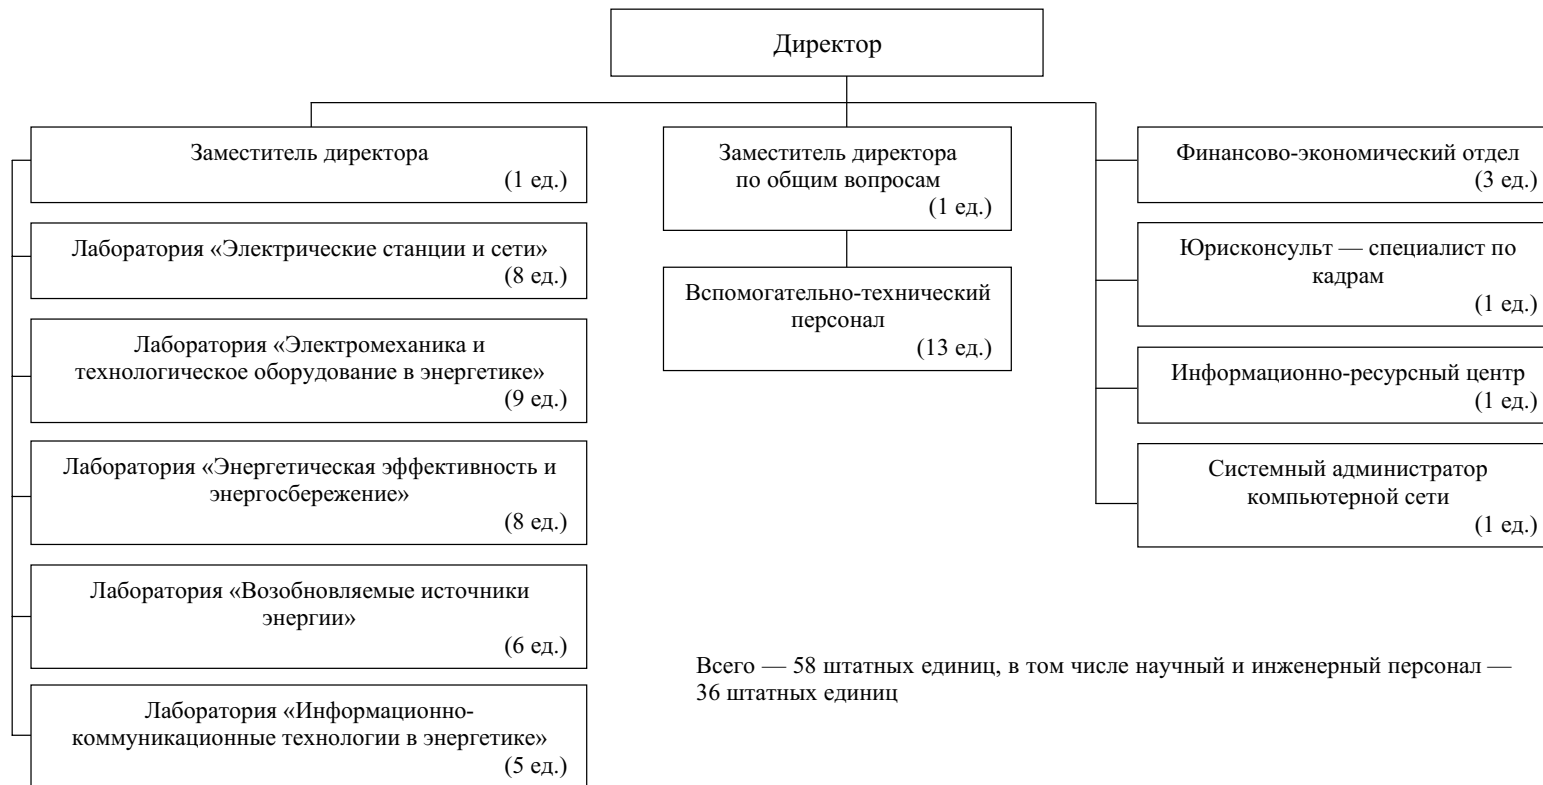 Директор
Заместитель директора
(1 ед.)
Лаборатория «Электрические станции и сети»
(8 ед.)
Лаборатория «Электромеханика и
технологическое оборудование в энергетике»
(9 ед.)
Лаборатория «Энергетическая эффективность и
энергосбережение»
(8 ед.)
Лаборатория «Возобновляемые источники
энергии»
(6 ед.)
Лаборатория «Информационно-
коммуникационные технологии в энергетике»
(5 ед.)
Заместитель директора
по общим вопросам
(1 ед.)
Вспомогательно-технический
персонал
(13 ед.)
Финансово-экономический отдел
(3 ед.)
Юрисконсульт — специалист по
кадрам
(1 ед.)
Информационно-ресурсный центр
(1 ед.)
Системный администратор
компьютерной сети
(1 ед.)
Всего — 58 штатных единиц, в том числе научный и инженерный персонал —
36 штатных единиц